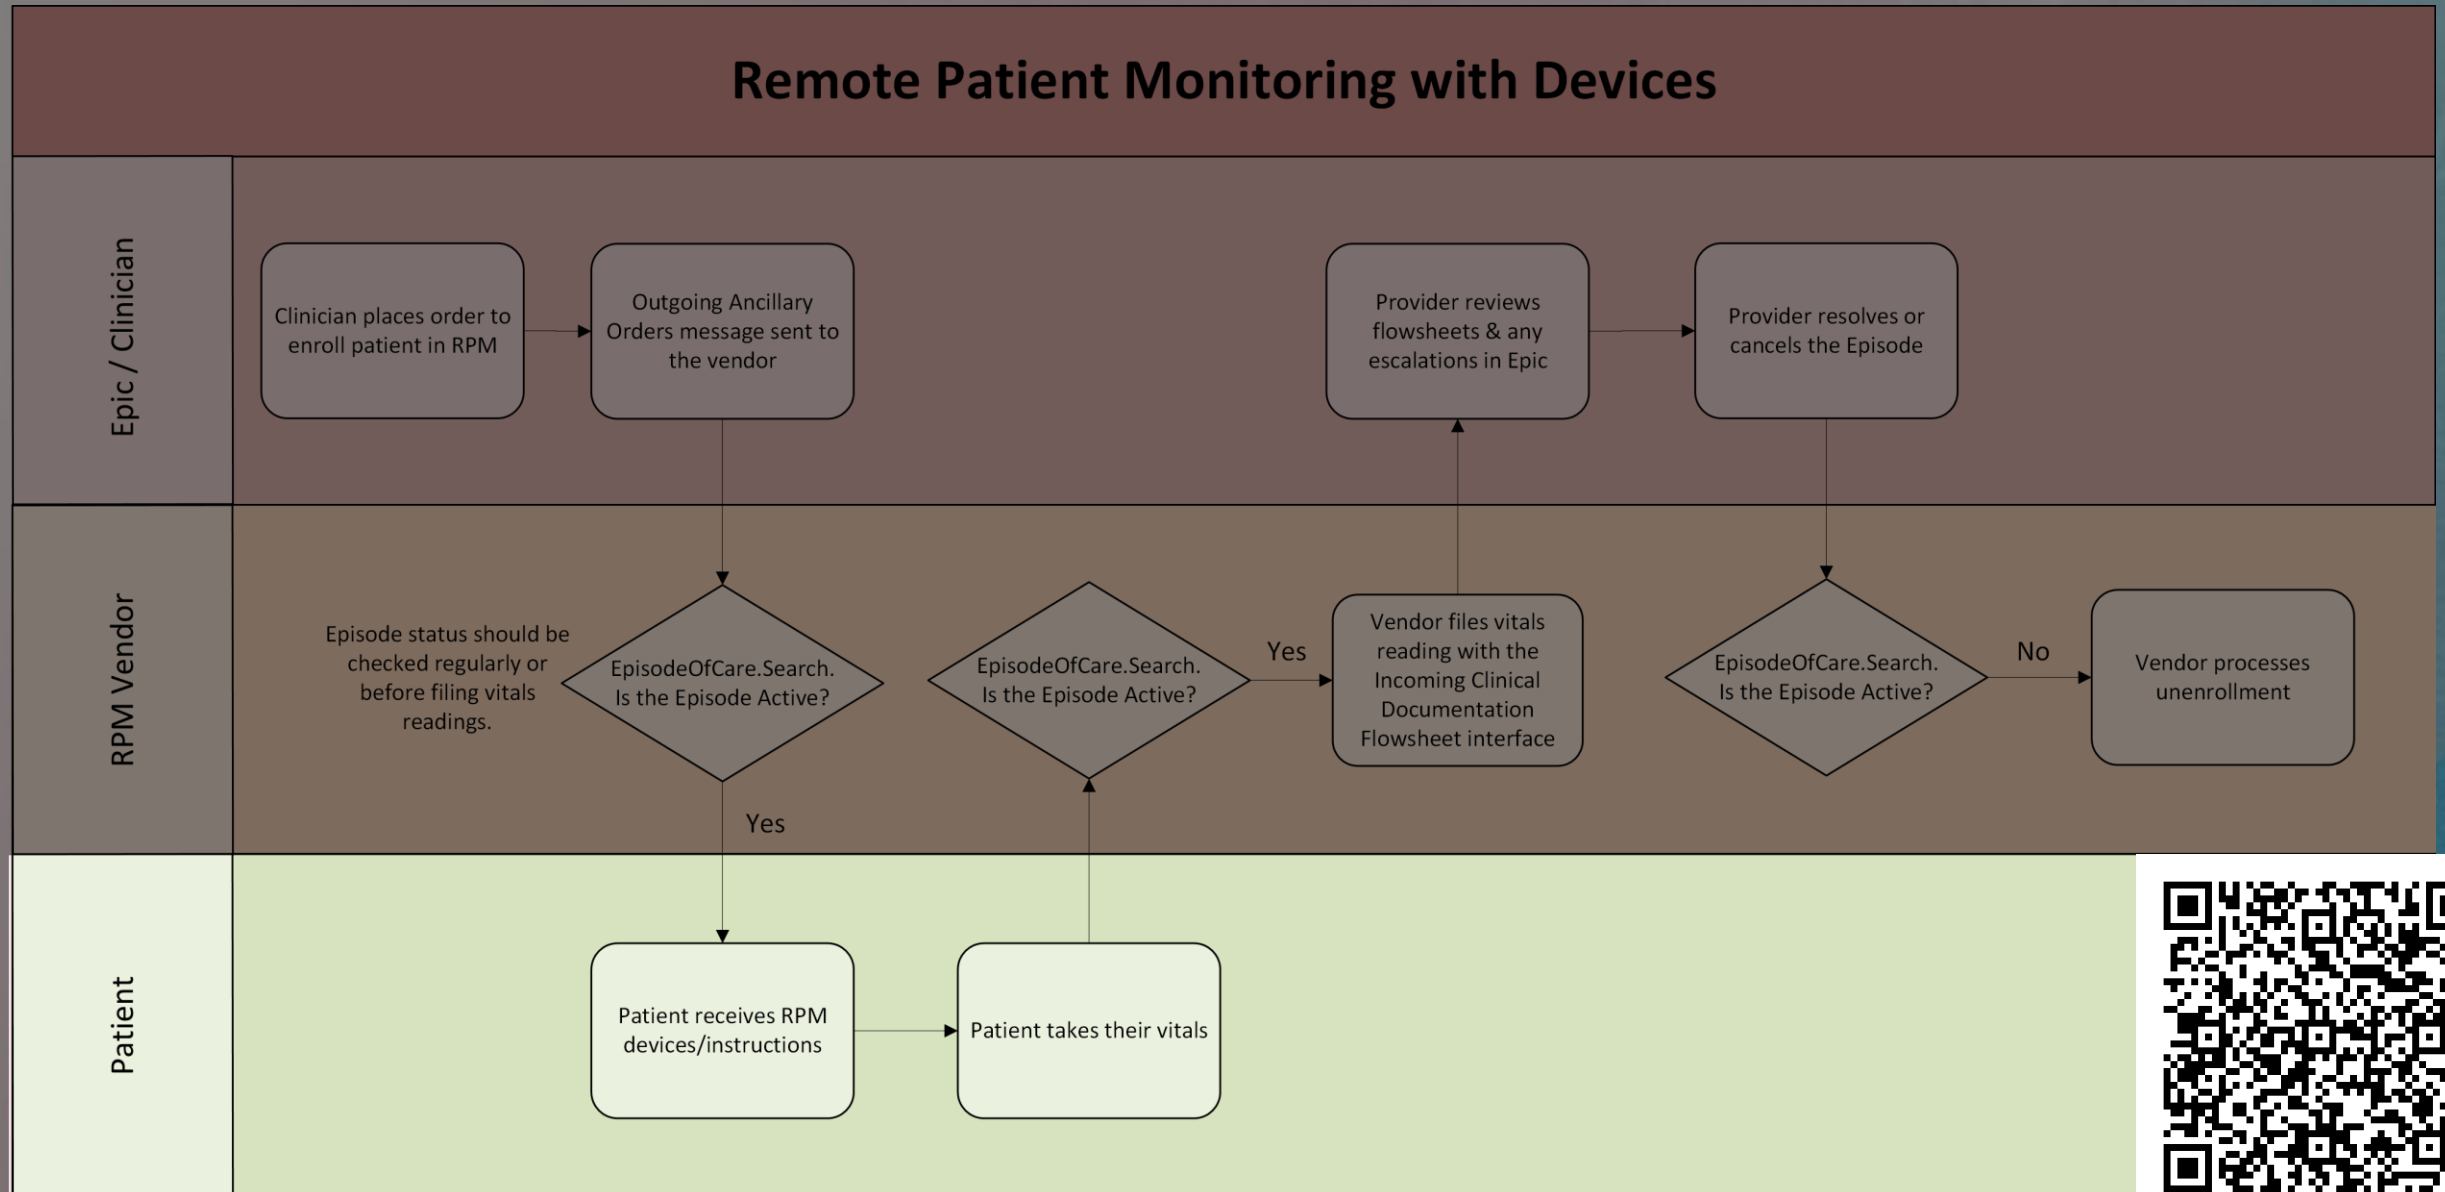 Remote Patient Monitoring with Devices
Epic / Clinician
Clinician places order to
enroll patient in RPM
Outgoing Ancillary
Orders message sent to
the vendor
Provider reviews
flowsheets & any
escalations in Epic
Provider resolves or
cancels the Episode
RPM Vendor
Episode status should be
checked regularly or
before filing vitals
readings.
EpisodeOfCare.Search.
Is the Episode Active?
Yes
EpisodeOfCare.Search.
Is the Episode Active?
Yes
Vendor files vitals
reading with the
Incoming Clinical
Documentation
Flowsheet interface
EpisodeOfCare.Search.
Is the Episode Active?
No
Vendor processes
unenrollment
Patient
Patient receives RPM
devices/instructions
Patient takes their vitals